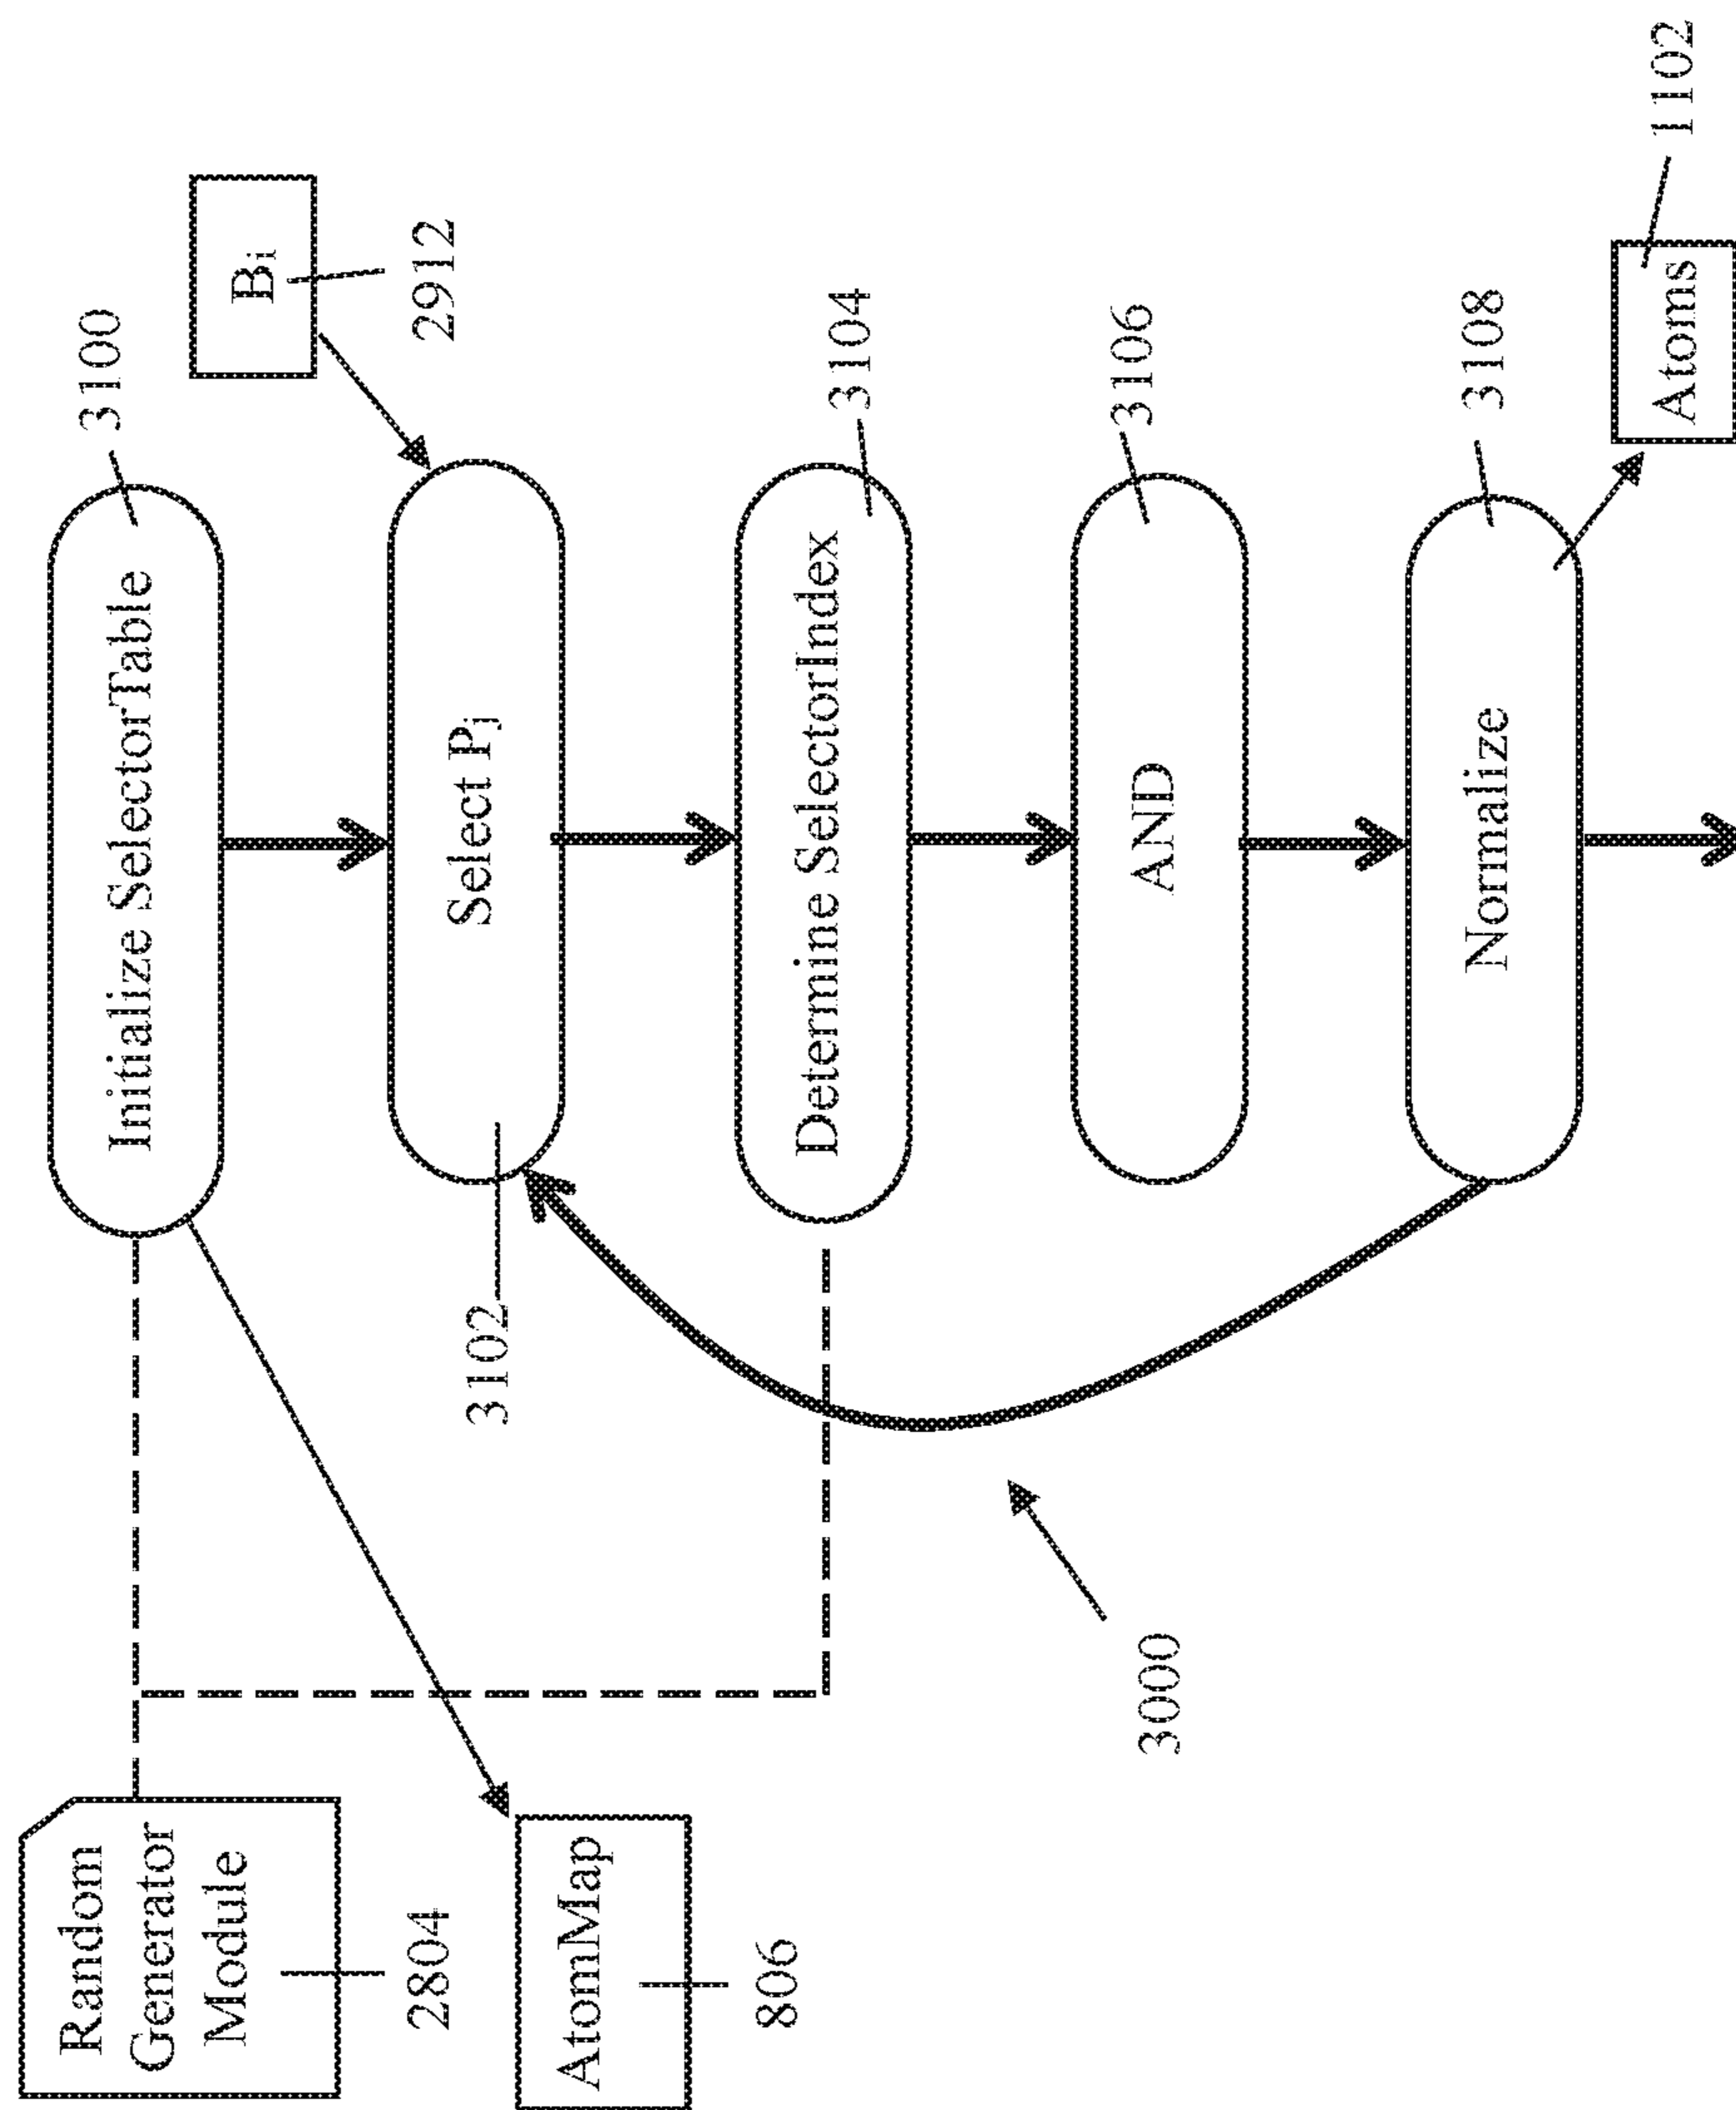 Random
Generator
Module
2804
Initialize SelectorTable
3100
Bᵢ
2912
Select Pⱼ
3102
AtomMap
806
Determine SelectorIndex
3104
AND
3106
3000
Normalize
3108
Atoms
1102